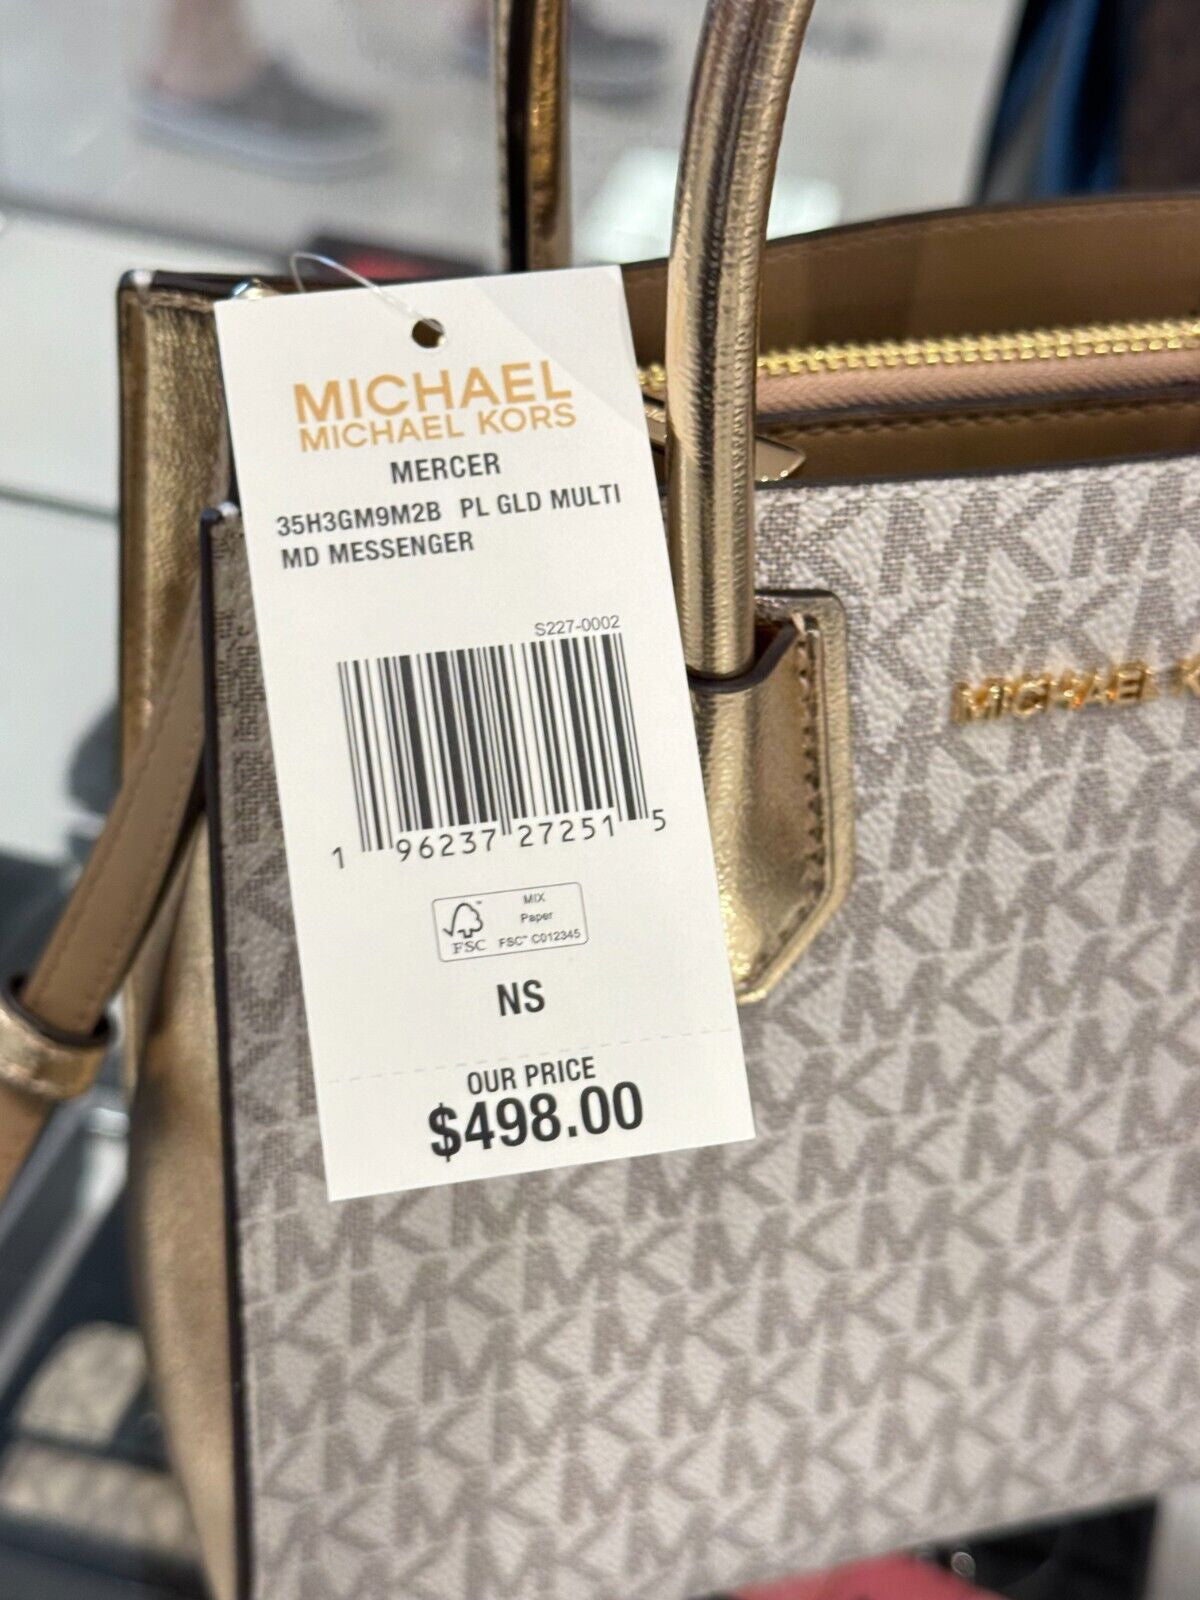 MICHAEL
MICHAEL KORS
MERCER
35H3GM9M2B PL GLD MULTI
MD MESSENGER
S227-0002
1 96237 27251 5
FSC
MIX
Paper
FSC™ C012345
NS
OUR PRICE
$498.00
MICHAEL K